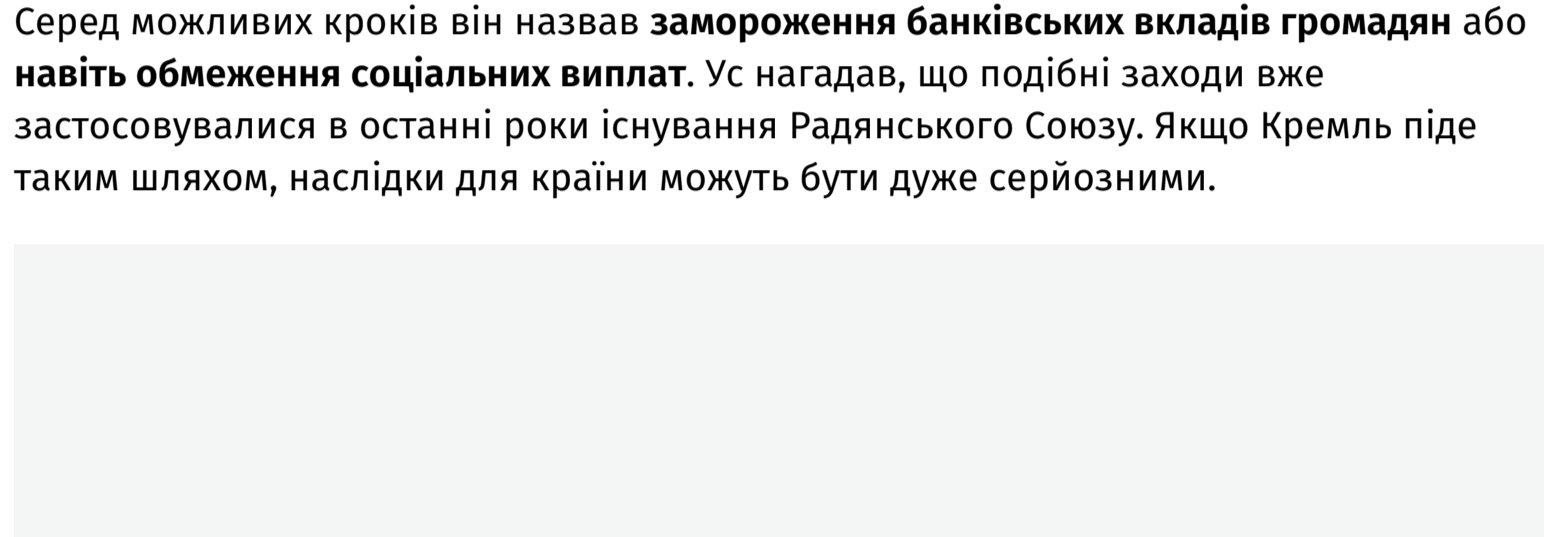 Серед можливих кроків він назвав замороження банківських вкладів громадян або
навіть обмеження соціальних виплат. Ус нагадав, що подібні заходи вже
застосовувалися в останні роки існування Радянського Союзу. Якщо Кремль піде
таким шляхом, наслідки для країни можуть бути дуже серйозними.